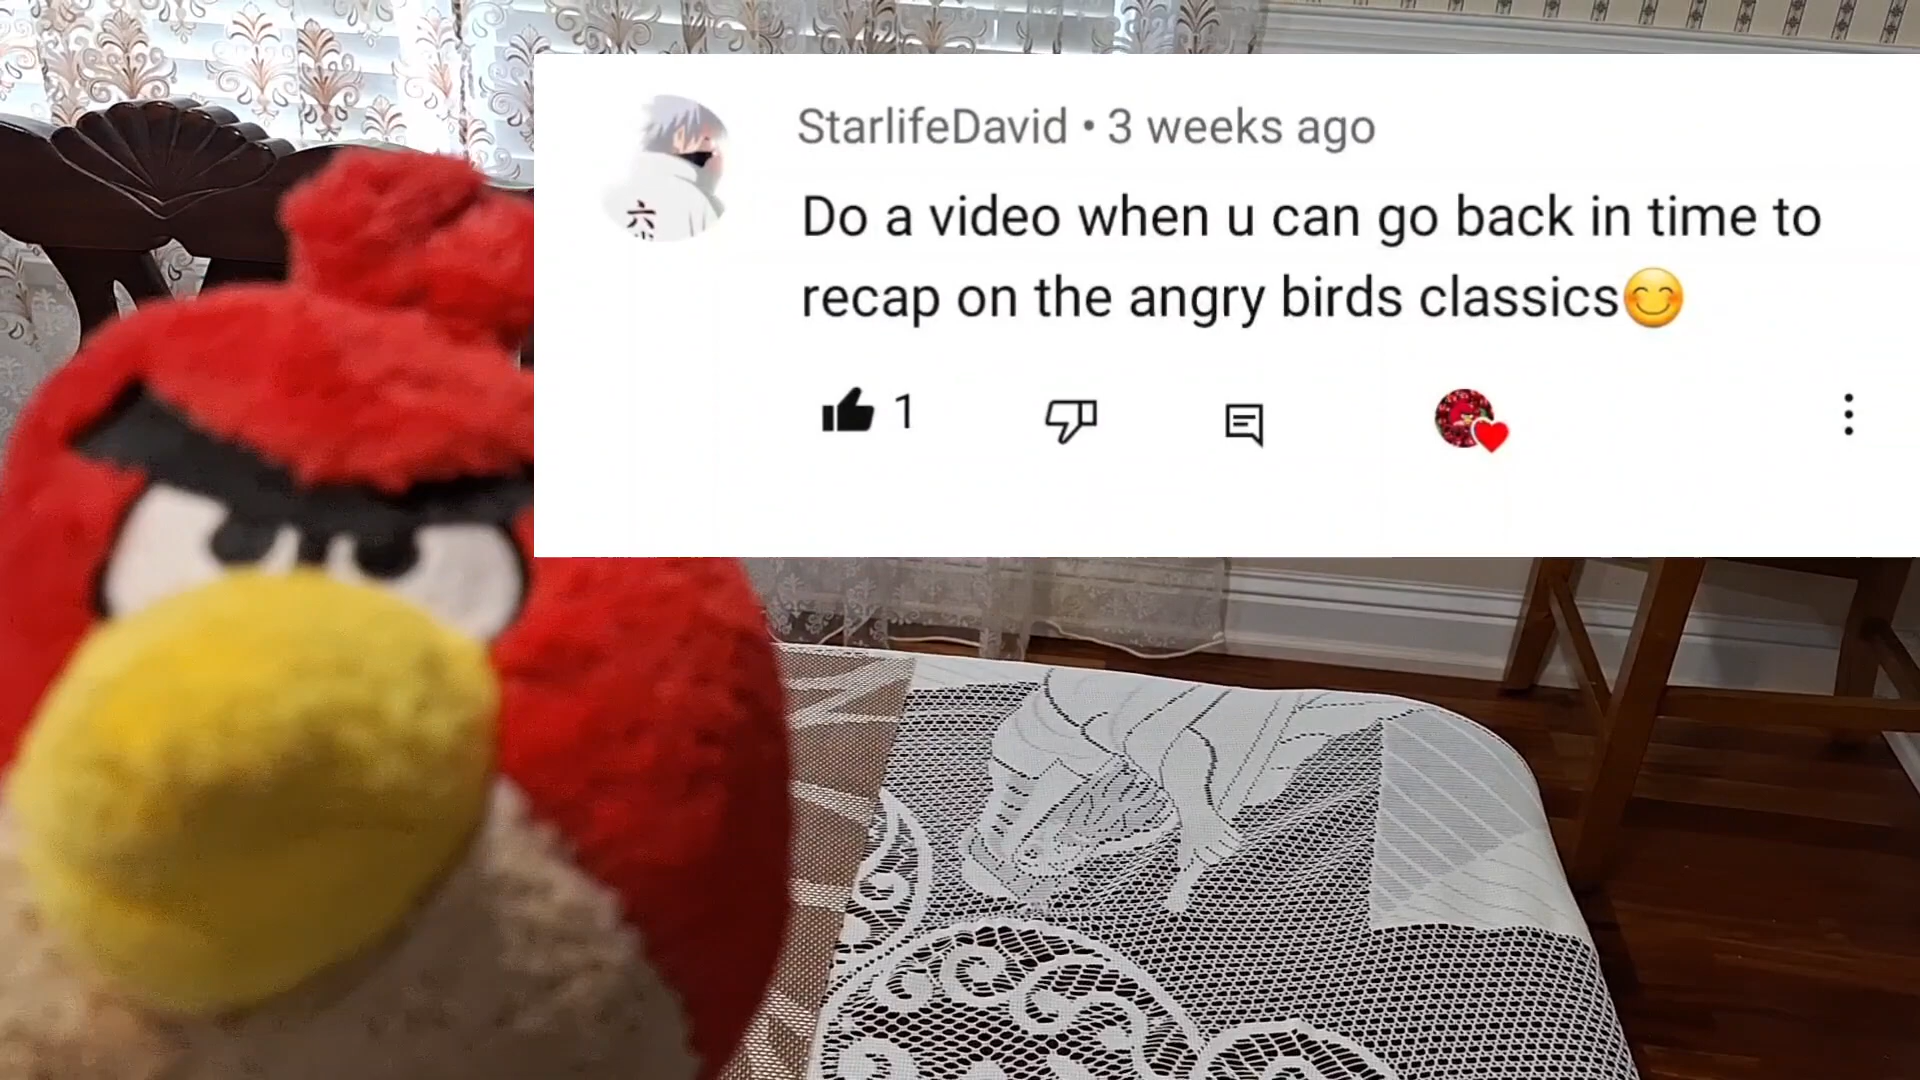 StarlifeDavid • 3 weeks ago
六
Do a video when u can go back in time to
recap on the angry birds classics😊
1